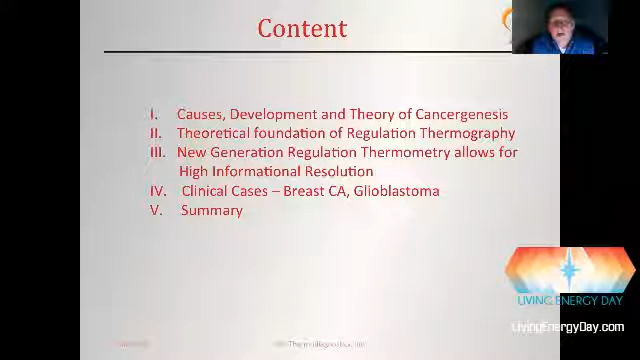 Content
I. Causes, Development and Theory of Cancergenesis
II. Theoretical foundation of Regulation Thermography
III. New Generation Regulation Thermometry allows for
High Informational Resolution
IV. Clinical Cases – Breast CA, Glioblastoma
V. Summary
LIVING ENERGY DAY
LivingEnergyDay.com